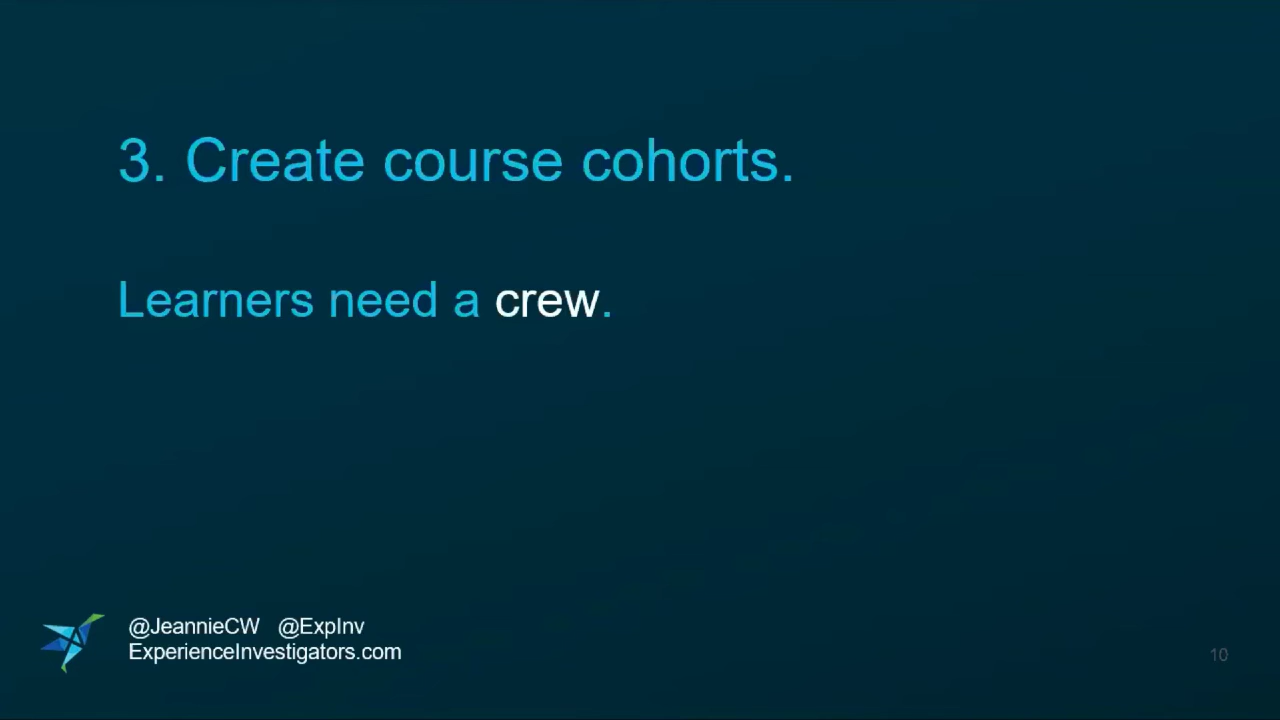 3. Create course cohorts.
Learners need a crew.
@JeannieCW @ExpInv
ExperienceInvestigators.com
10